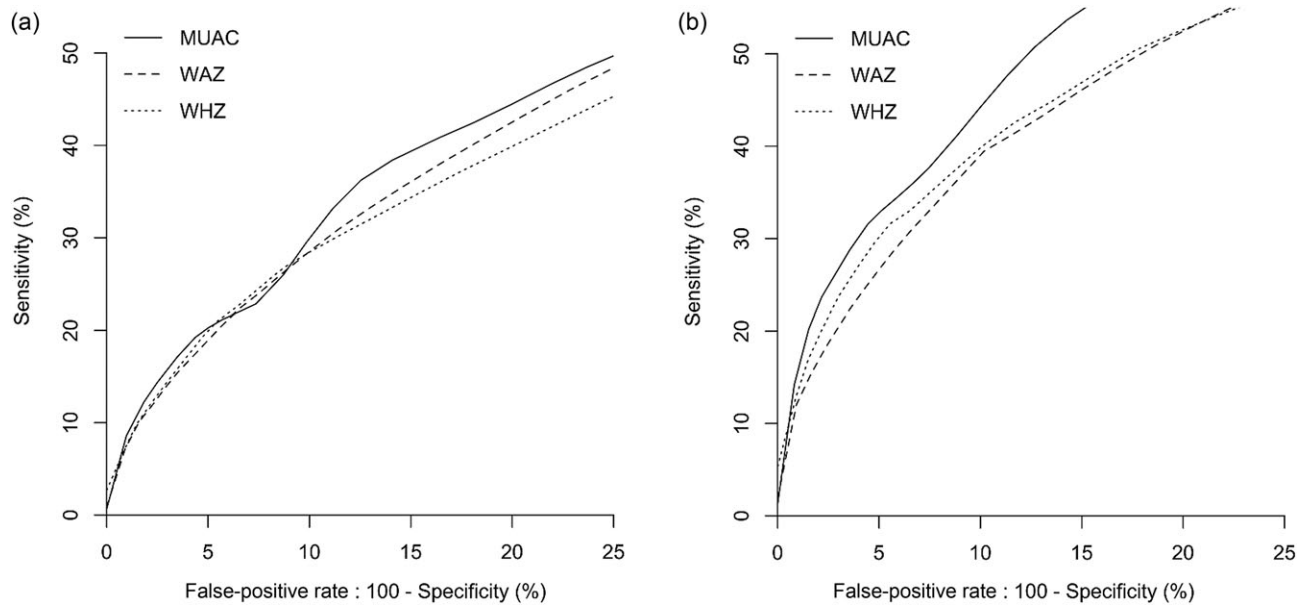 (a)
MUAC
WAZ
WHZ
Sensitivity (%)
0 10 20 30 40 50
0 5 10 15 20 25
False-positive rate : 100 - Specificity (%)
(b)
MUAC
WAZ
WHZ
Sensitivity (%)
0 10 20 30 40 50
0 5 10 15 20 25
False-positive rate : 100 - Specificity (%)